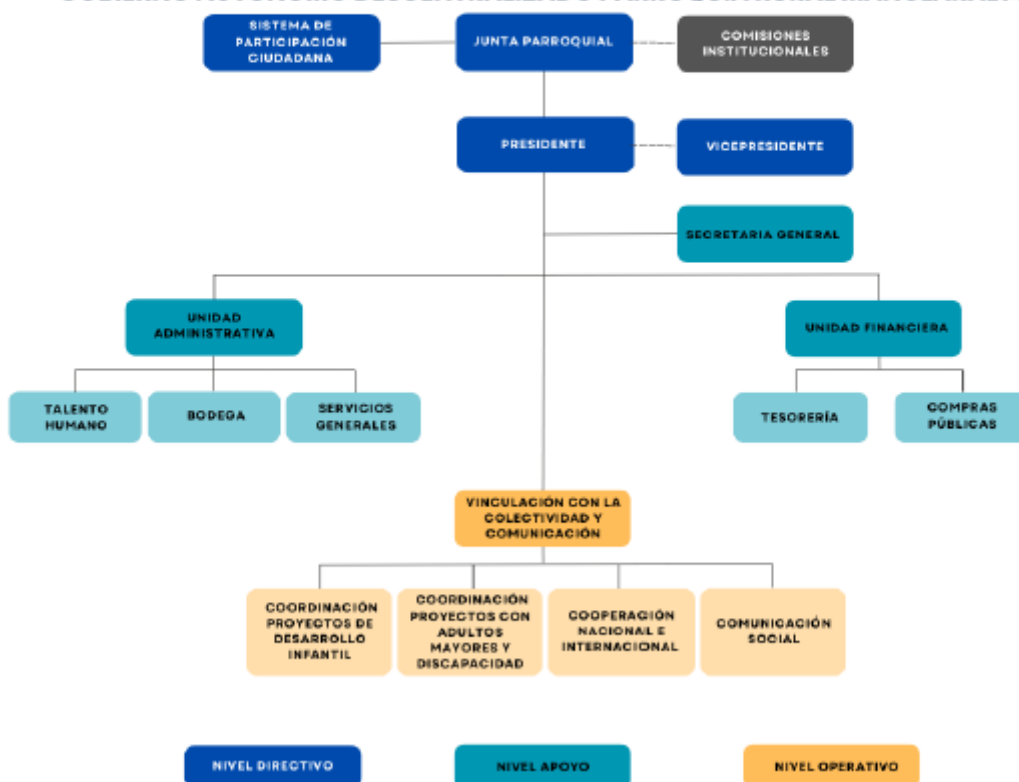 SISTEMA DE
PARTICIPACIÓN
CIUDADANA
JUNTA PARROQUIAL
COMISIONES
INSTITUCIONALES
PRESIDENTE
VICEPRESIDENTE
SECRETARIA GENERAL
UNIDAD
ADMINISTRATIVA
UNIDAD FINANCIERA
TALENTO
HUMANO
BODEGA
SERVICIOS
GENERALES
TESORERÍA
COMPRAS
PÚBLICAS
VINCULACIÓN CON LA
COLECTIVIDAD Y
COMUNICACIÓN
COORDINACIÓN
PROYECTOS DE
DESARROLLO
INFANTIL
COORDINACIÓN
PROYECTOS CON
ADULTOS
MAYORES Y
DISCAPACIDAD
COOPERACIÓN
NACIONAL E
INTERNACIONAL
COMUNICACIÓN
SOCIAL
NIVEL DIRECTIVO
NIVEL APOYO
NIVEL OPERATIVO